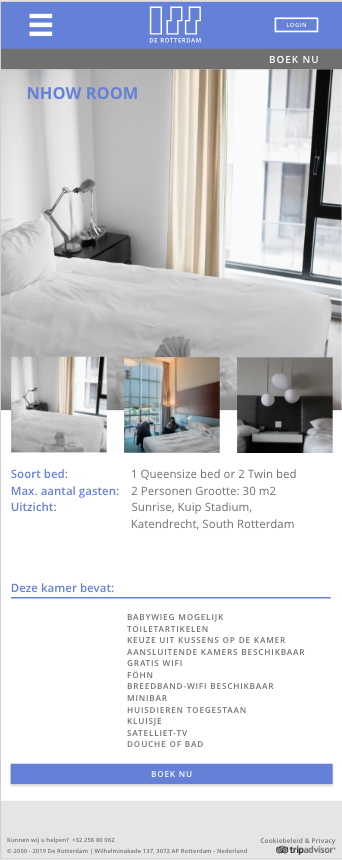 DE ROTTERDAM
LOGIN
BOEK NU
NHOW ROOM
Soort bed: 1 Queensize bed or 2 Twin bed
Max. aantal gasten: 2 Personen Grootte: 30 m2
Uitzicht: Sunrise, Kuip Stadium,
Katendrecht, South Rotterdam
Deze kamer bevat:
BABYWIEG MOGELIJK
TOILETARTIKELEN
KEUZE UIT KUSSENS OP DE KAMER
AANSLUITENDE KAMERS BESCHIKBAAR
GRATIS WIFI
FÖHN
BREEDBAND-WIFI BESCHIKBAAR
MINIBAR
HUISDIEREN TOEGESTAAN
KLUISJE
SATELLIET-TV
DOUCHE OF BAD
BOEK NU
Kunnen wij u helpen? +32 258 80 062
Cookiebeleid & Privacy
© 2000 - 2019 De Rotterdam | Wilhelminakade 137, 3072 AP Rotterdam - Nederland
tripadvisor